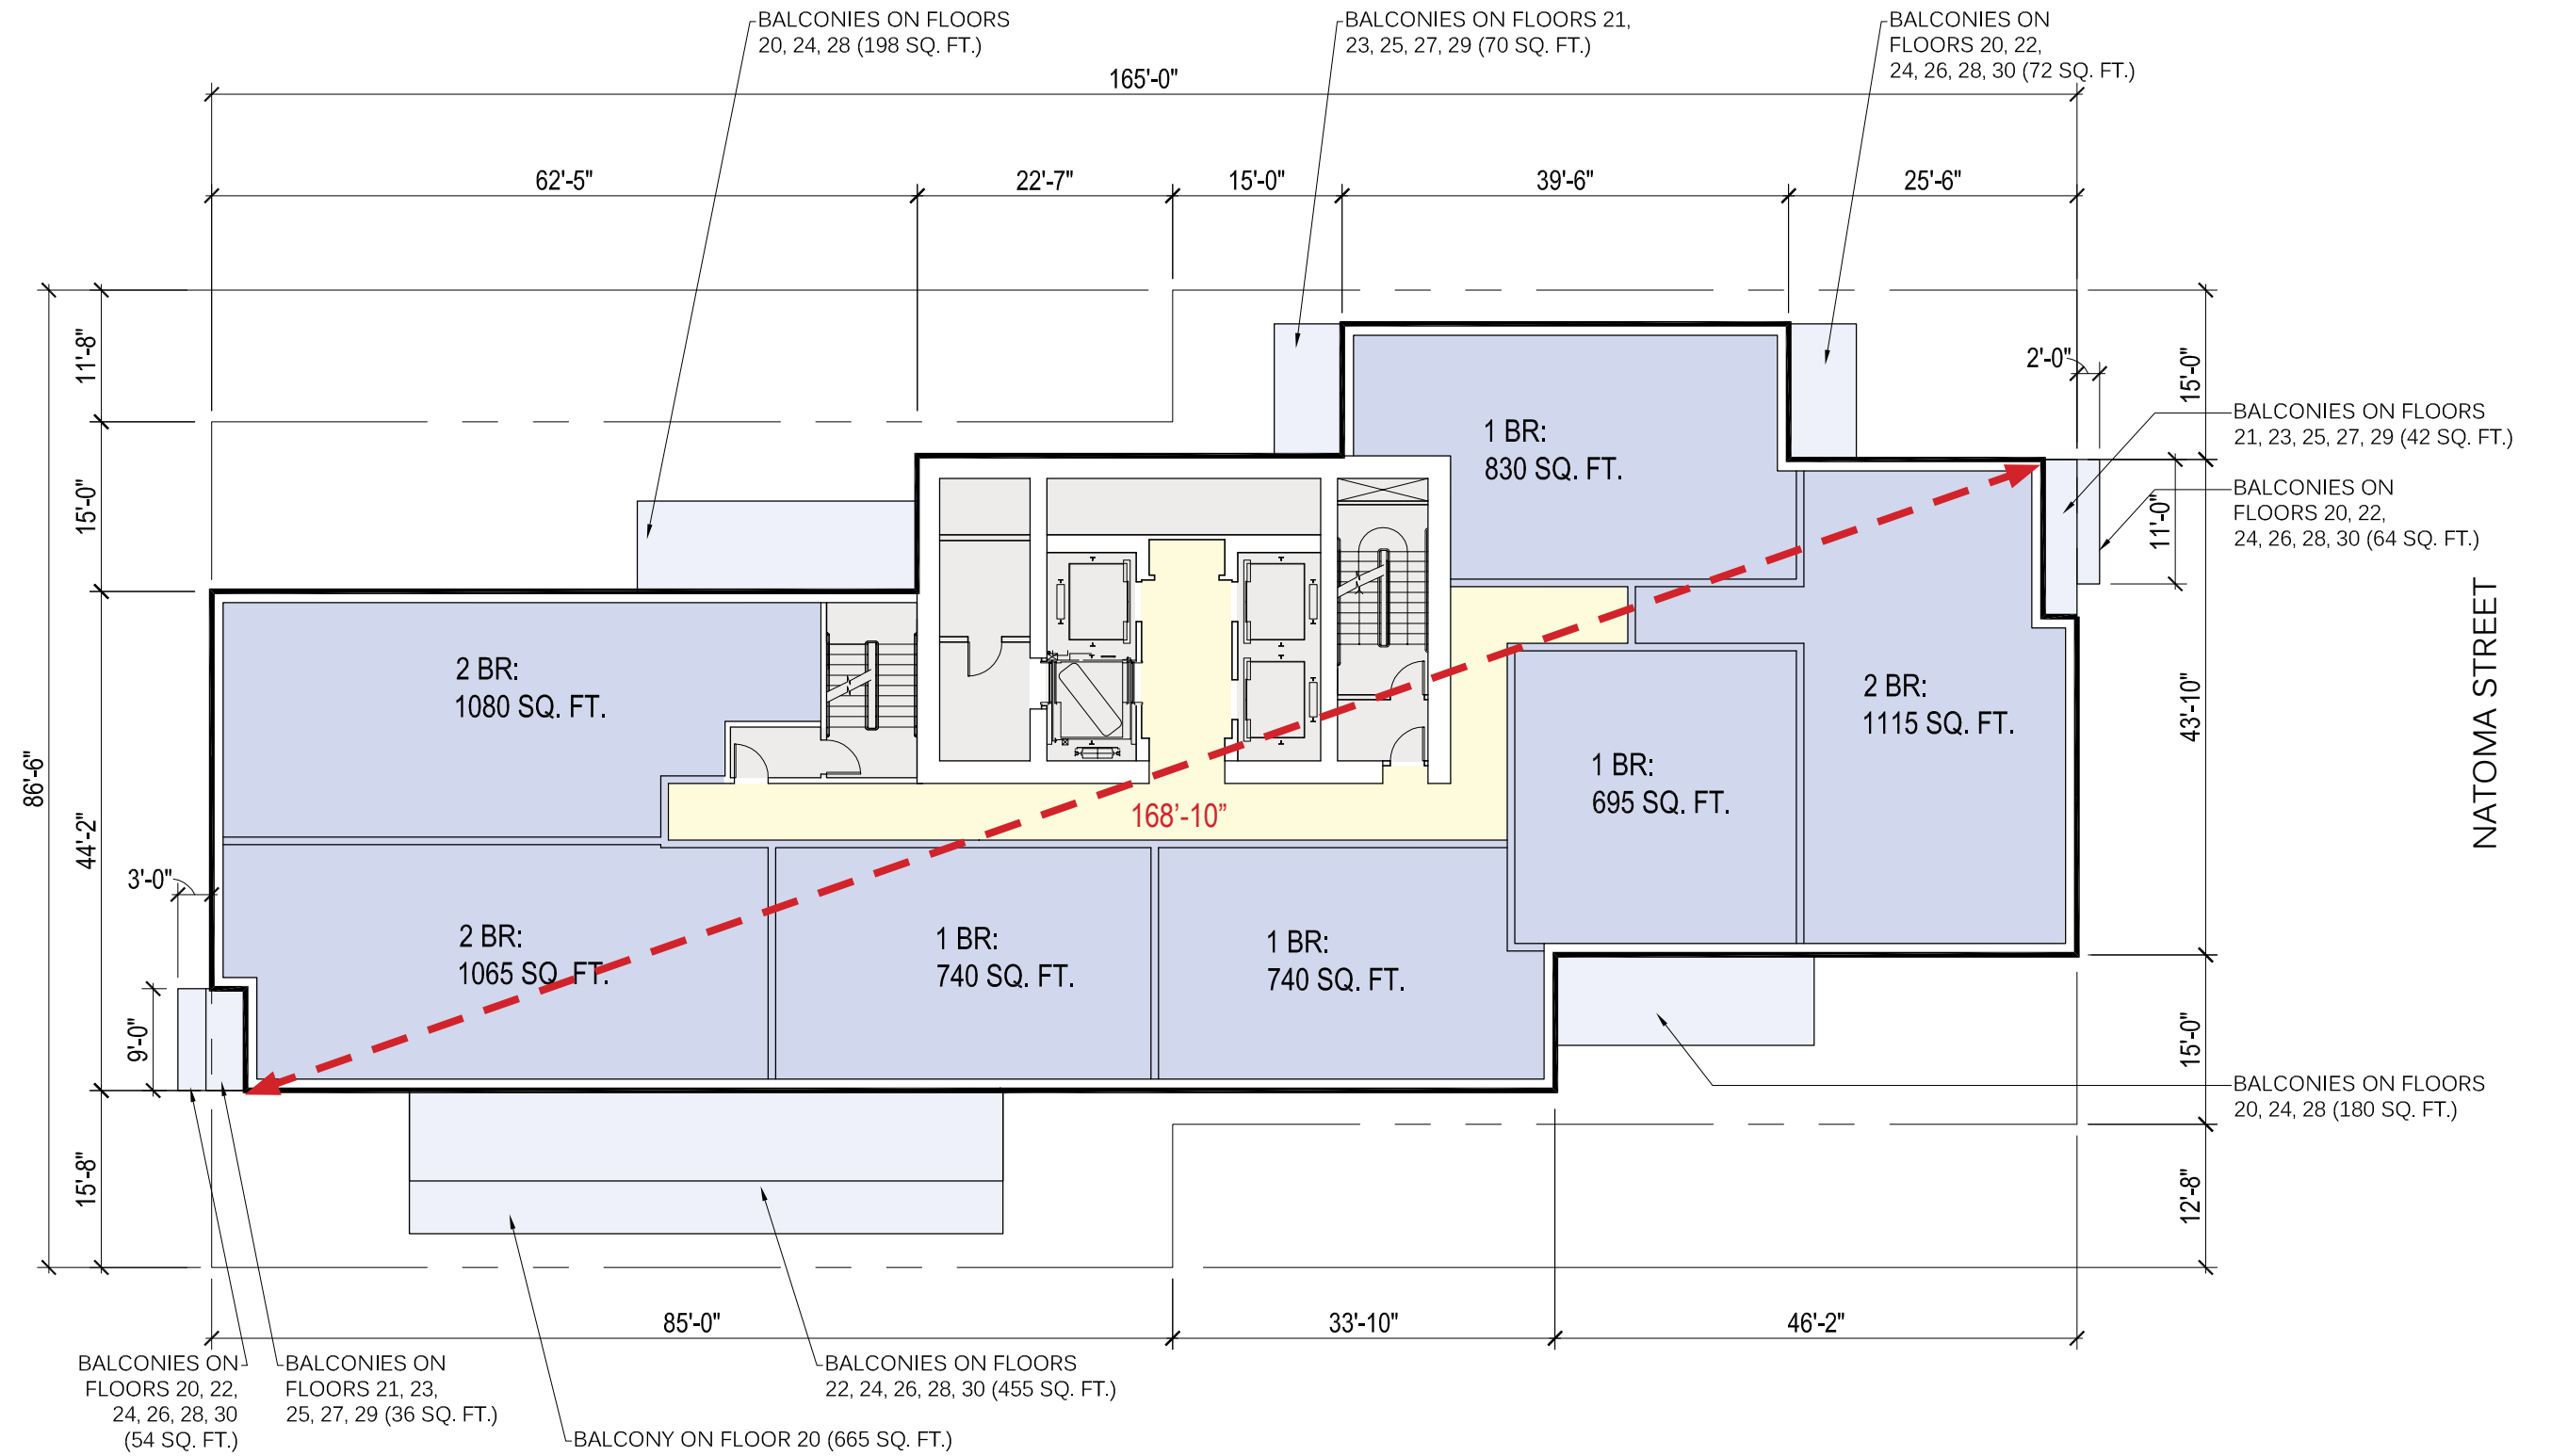 BALCONIES ON FLOORS
20, 24, 28 (198 SQ. FT.)
BALCONIES ON FLOORS 21,
23, 25, 27, 29 (70 SQ. FT.)
BALCONIES ON
FLOORS 20, 22,
24, 26, 28, 30 (72 SQ. FT.)
165'-0"
62'-5"
22'-7"
15'-0"
39'-6"
25'-6"
11'-8"
15'-0"
44'-2"
15'-8"
86'-6"
3'-0"
9'-0"
2'-0"
11'-0"
15'-0"
43'-10"
15'-0"
12'-8"
BALCONIES ON FLOORS
21, 23, 25, 27, 29 (42 SQ. FT.)
BALCONIES ON
FLOORS 20, 22,
24, 26, 28, 30 (64 SQ. FT.)
NATOMA STREET
1 BR:
830 SQ. FT.
2 BR:
1080 SQ. FT.
2 BR:
1115 SQ. FT.
1 BR:
695 SQ. FT.
168'-10"
2 BR:
1065 SQ. FT.
1 BR:
740 SQ. FT.
1 BR:
740 SQ. FT.
BALCONIES ON FLOORS
20, 24, 28 (180 SQ. FT.)
85'-0"
33'-10"
46'-2"
BALCONIES ON
FLOORS 20, 22,
24, 26, 28, 30
(54 SQ. FT.)
BALCONIES ON
FLOORS 21, 23,
25, 27, 29 (36 SQ. FT.)
BALCONIES ON FLOORS
22, 24, 26, 28, 30 (455 SQ. FT.)
BALCONY ON FLOOR 20 (665 SQ. FT.)